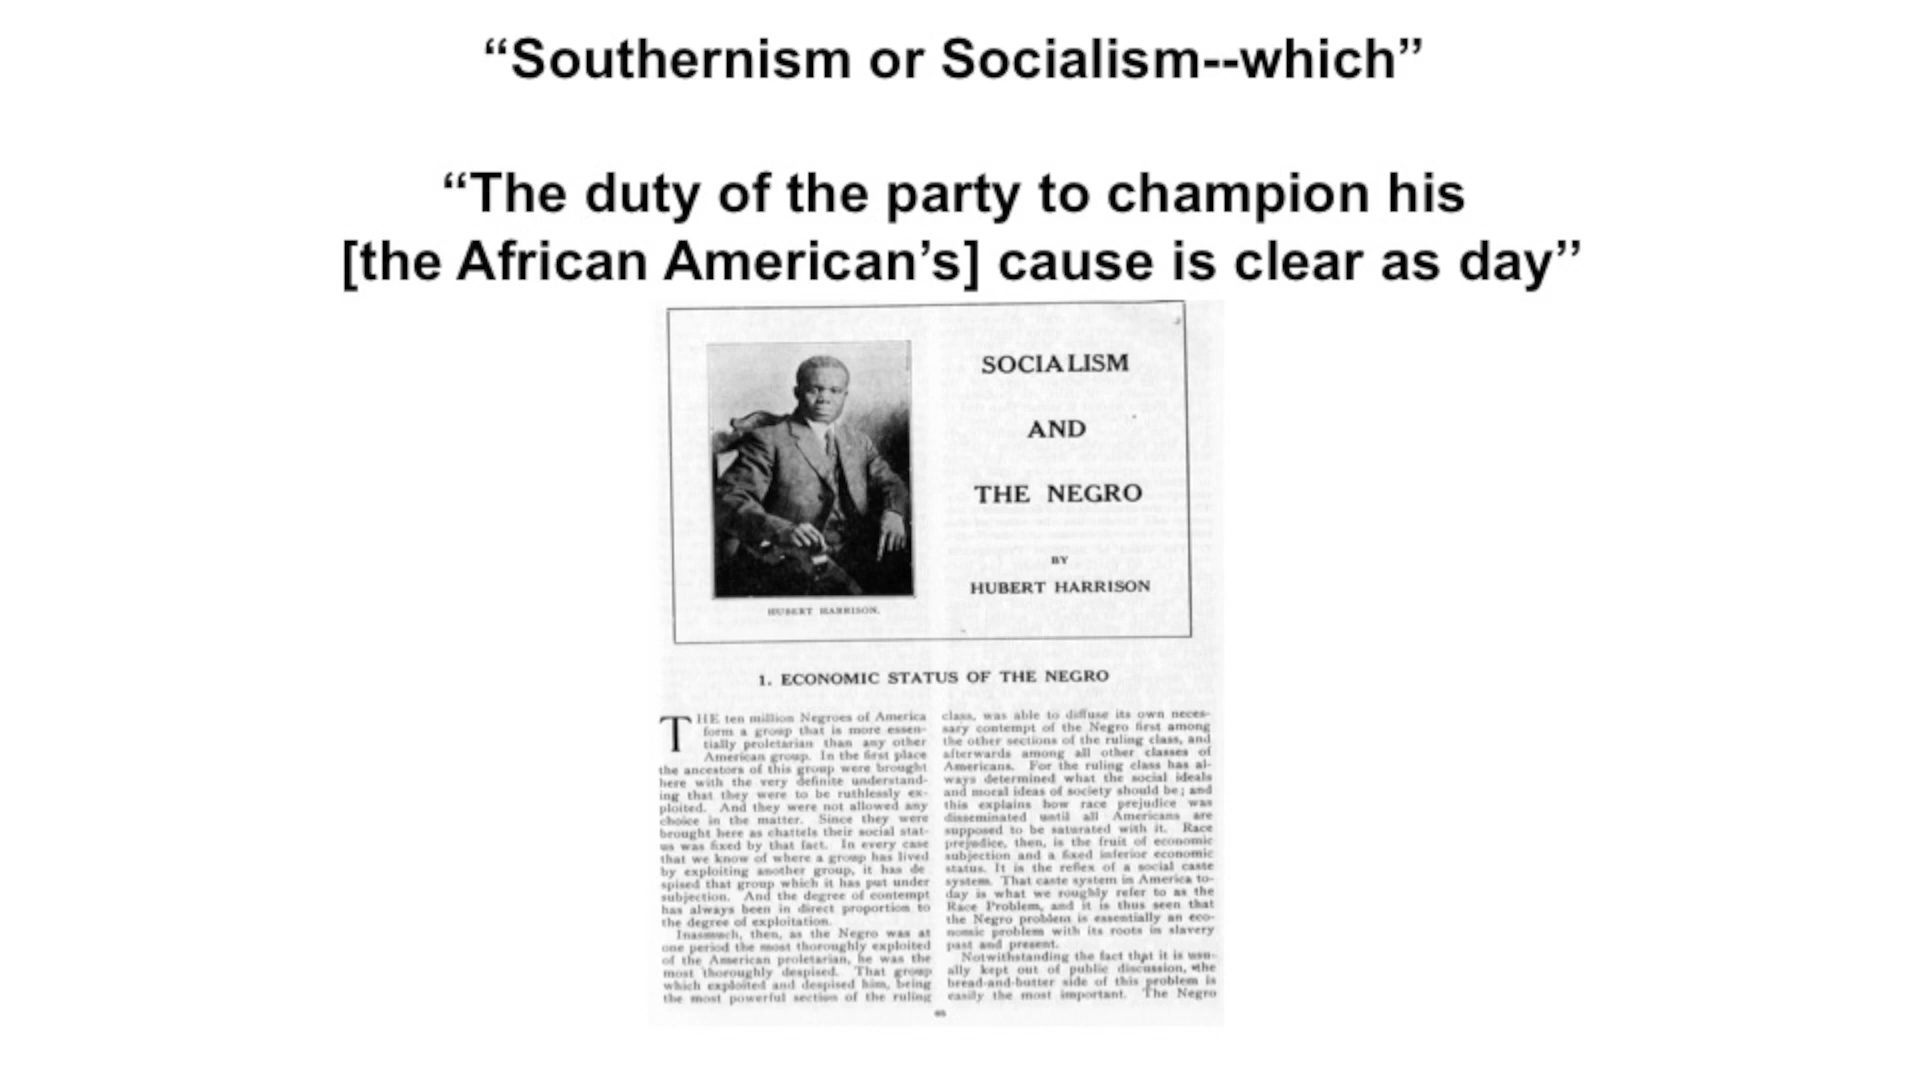 “Southernism or Socialism--which”
“The duty of the party to champion his
[the African American’s] cause is clear as day”
SOCIALISM
AND
THE NEGRO
BY
HUBERT HARRISON
HUBERT HARRISON.
1. ECONOMIC STATUS OF THE NEGRO
THE ten million Negroes of America
form a group that is more essen-
tially proletarian than any other
American group. In the first place
the ancestors of this group were brought
here with the very definite understand-
ing that they were to be ruthlessly ex-
ploited. And they were not allowed any
choice in the matter. Since they were
brought here as chattels their social stat-
us was fixed by that fact. In every case
that we know of where a group has lived
by exploiting another group, it has de
spised that group which it has put under
subjection. And the degree of contempt
has always been in direct proportion to
the degree of exploitation.
Inasmuch, then, as the Negro was at
one period the most thoroughly exploited
of the American proletarian, he was the
most thoroughly despised. That group
which exploited and despised him, being
the most powerful section of the ruling
class, was able to diffuse its own neces-
sary contempt of the Negro first among
the other sections of the ruling class, and
afterwards among all other classes of
Americans. For the ruling class has al-
ways determined what the social ideals
and moral ideas of society should be; and
this explains how race prejudice was
disseminated until all Americans are
supposed to be saturated with it. Race
prejudice, then, is the fruit of economic
subjection and a fixed inferior economic
status. It is the reflex of a social caste
system. That caste system in America to-
day is what we roughly refer to as the
Race Problem, and it is thus seen that
the Negro problem is essentially an eco-
nomic problem with its roots in slavery
past and present.
Notwithstanding the fact that it is usu-
ally kept out of public discussion, the
bread-and-butter side of this problem is
easily the most important. The Negro